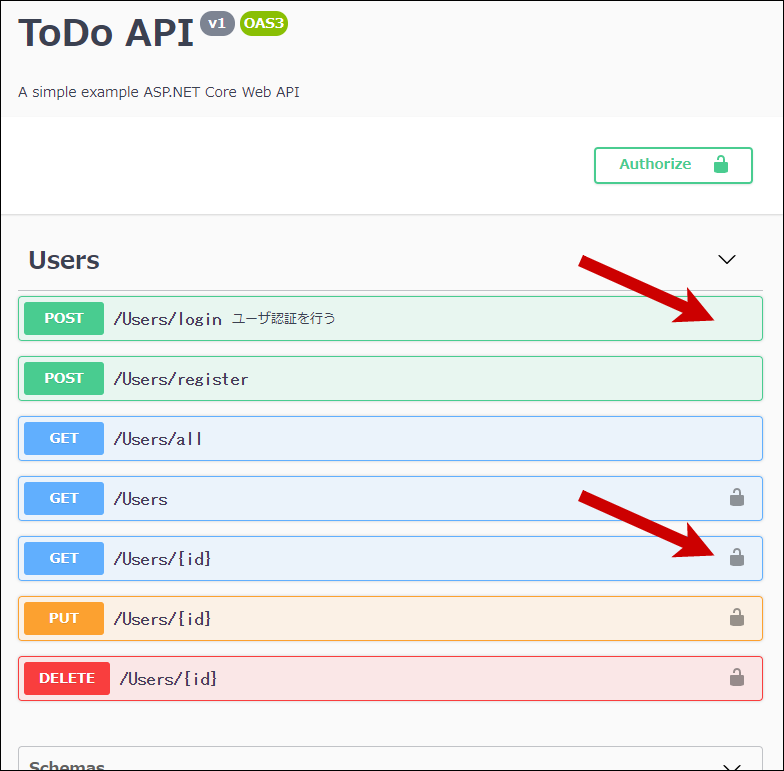 ToDo API v1 OAS3
A simple example ASP.NET Core Web API
Authorize
Users
POST /Users/login ユーザ認証を行う
POST /Users/register
GET /Users/all
GET /Users
GET /Users/{id}
PUT /Users/{id}
DELETE /Users/{id}
Schemas